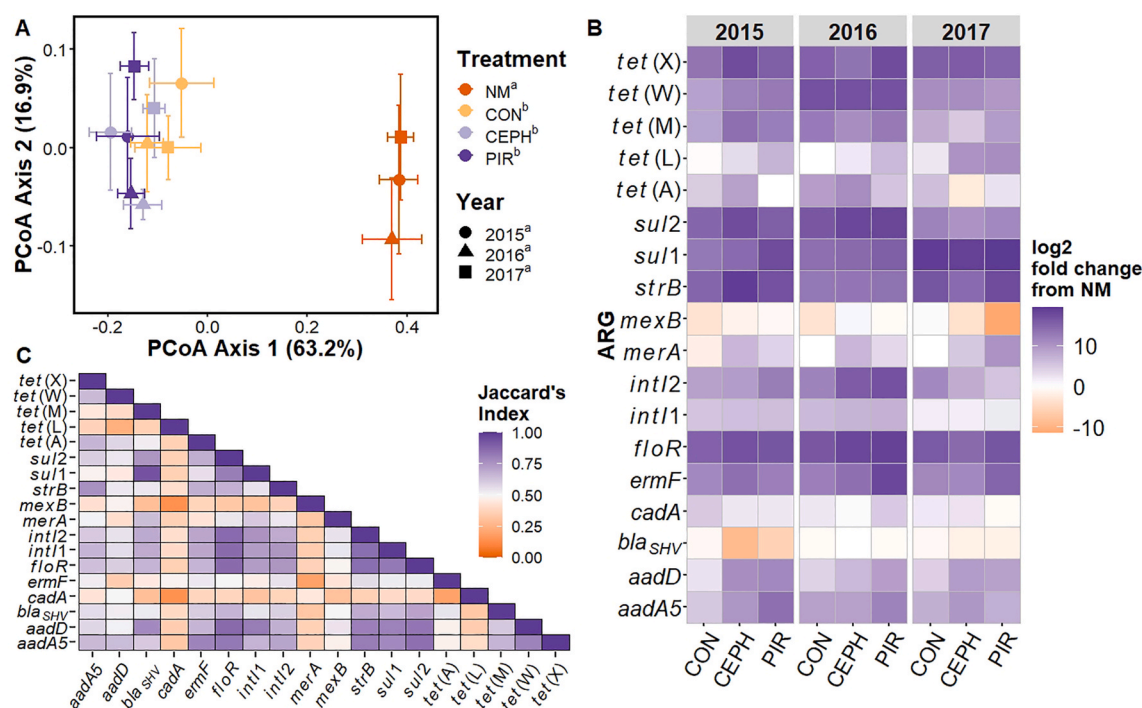 A
PCoA Axis 2 (16.9%)
0.1
0.0
-0.1
-0.2
0.0
0.2
0.4
PCoA Axis 1 (63.2%)
Treatment
NMᵃ
CONᵇ
CEPHᵇ
PIRᵇ
Year
2015ᵃ
2016ᵃ
2017ᵃ
B
2015
2016
2017
ARG
tet(X)
tet(W)
tet(M)
tet(L)
tet(A)
sul2
sul1
strB
mexB
merA
intI2
intI1
floR
ermF
cadA
blaSHV
aadD
aadA5
CON
CEPH
PIR
CON
CEPH
PIR
CON
CEPH
PIR
log2
fold change
from NM
10
0
-10
C
tet(X)
tet(W)
tet(M)
tet(L)
tet(A)
sul2
sul1
strB
mexB
merA
intI2
intI1
floR
ermF
cadA
blaSHV
aadD
aadA5
aadA5
aadD
blaSHV
cadA
ermF
floR
intI1
intI2
merA
mexB
strB
sul1
sul2
tet(A)
tet(L)
tet(M)
tet(W)
tet(X)
Jaccard's
Index
1.00
0.75
0.50
0.25
0.00